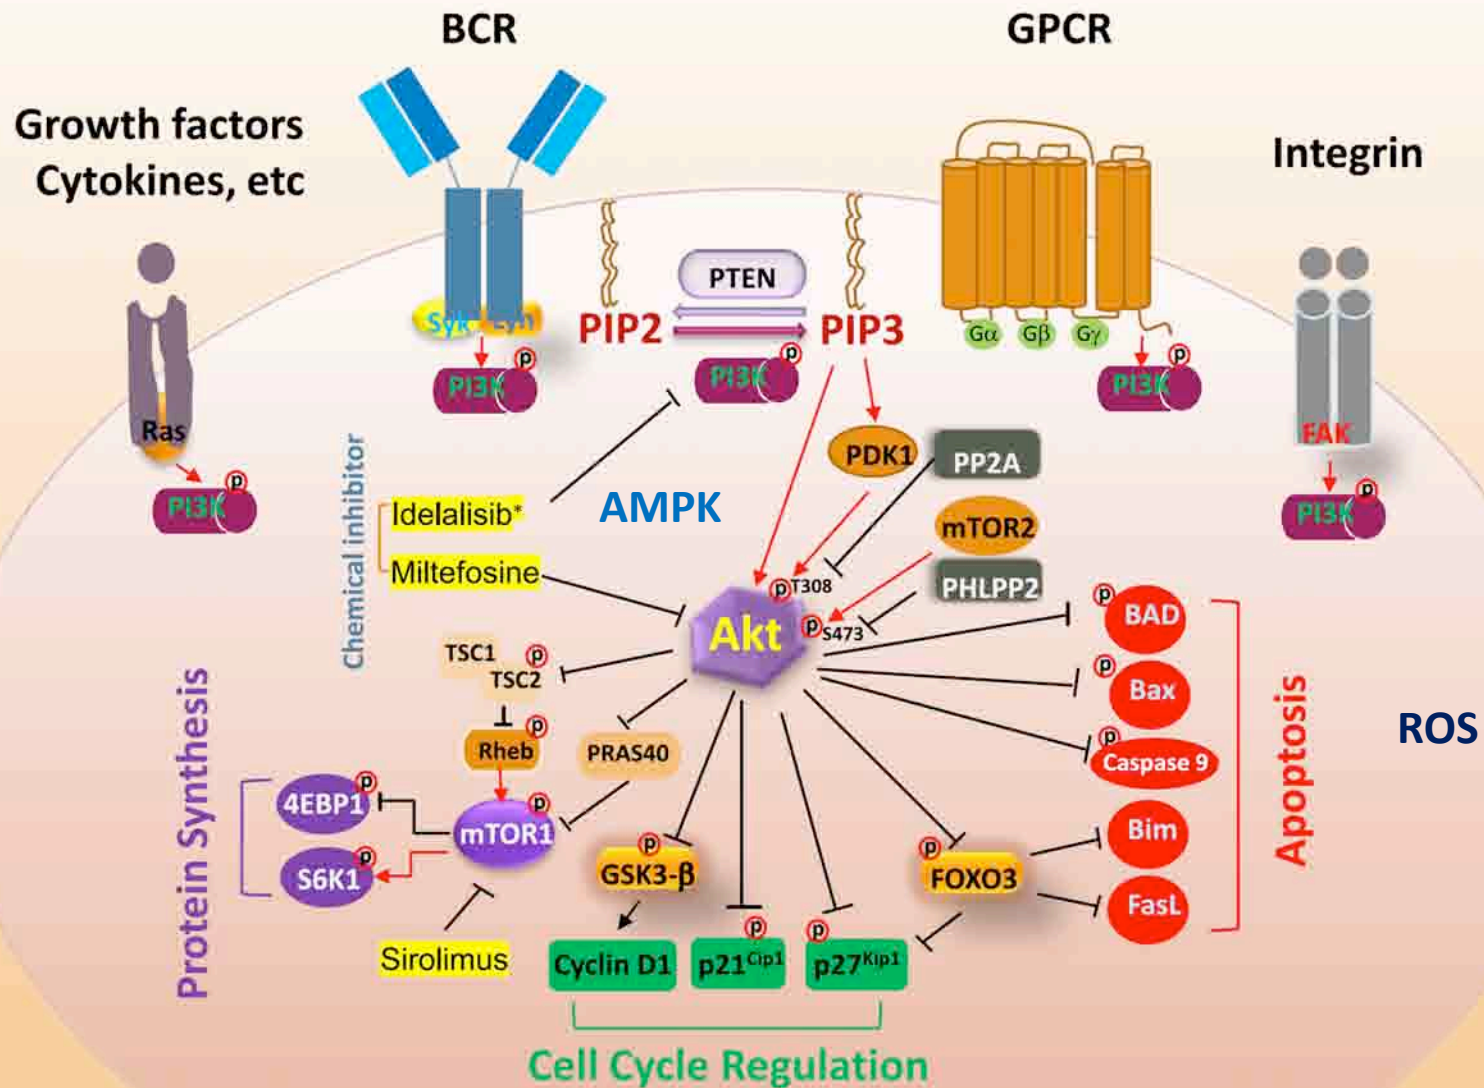 BCR
GPCR
Growth factors
Cytokines, etc
Integrin
PTEN
PIP2
PIP3
Syk
Lyn
Gα
Gβ
Gγ
p
PI3K
p
PI3K
p
PI3K
Ras
FAK
p
PI3K
p
PI3K
PDK1
PP2A
Chemical inhibitor
Idelalisib*
AMPK
mTOR2
Miltefosine
p T308
PHLPP2
Akt
p S473
p
BAD
TSC1
p
TSC2
p
Bax
Protein Synthesis
Apoptosis
ROS
p
Rheb
PRAS40
p
Caspase 9
p
4EBP1
p
mTOR1
Bim
p
S6K1
p
GSK3-β
p
FOXO3
FasL
Sirolimus
Cyclin D1
p
p21Cip1
p
p27Kip1
Cell Cycle Regulation